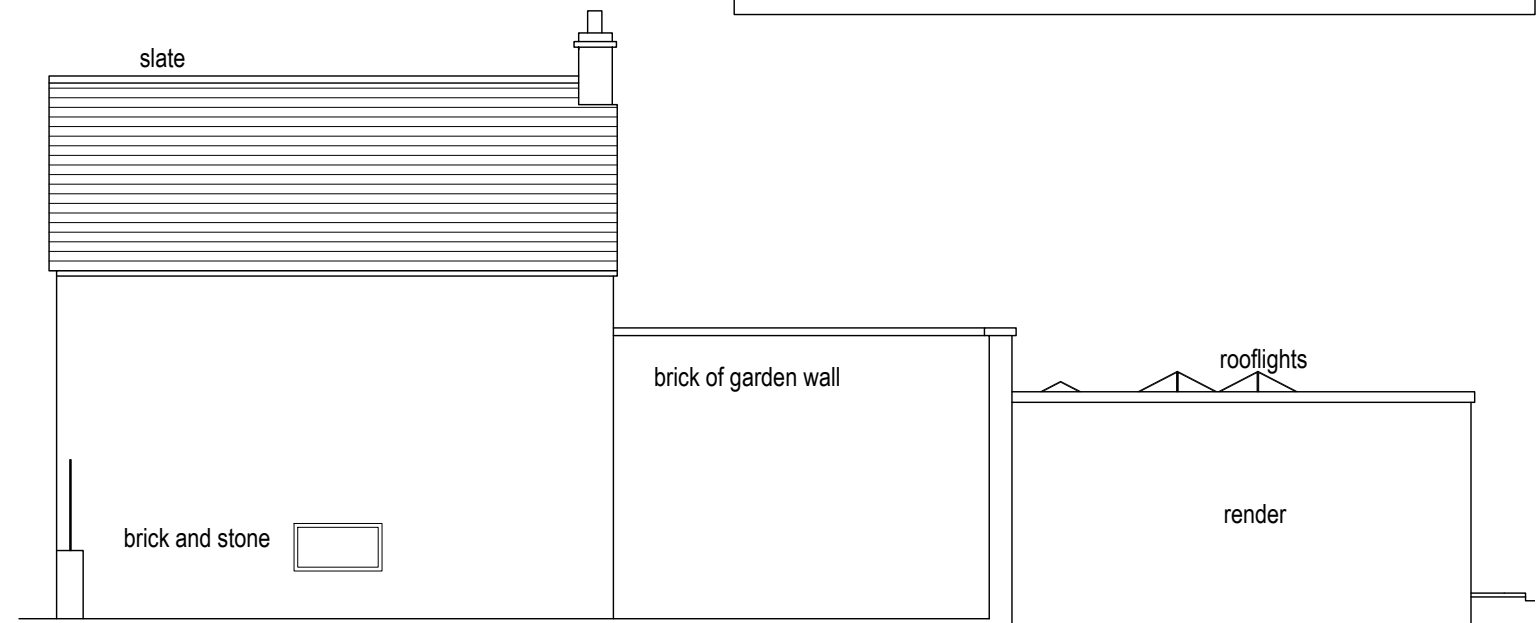 slate
rooflights
brick of garden wall
render
brick and stone